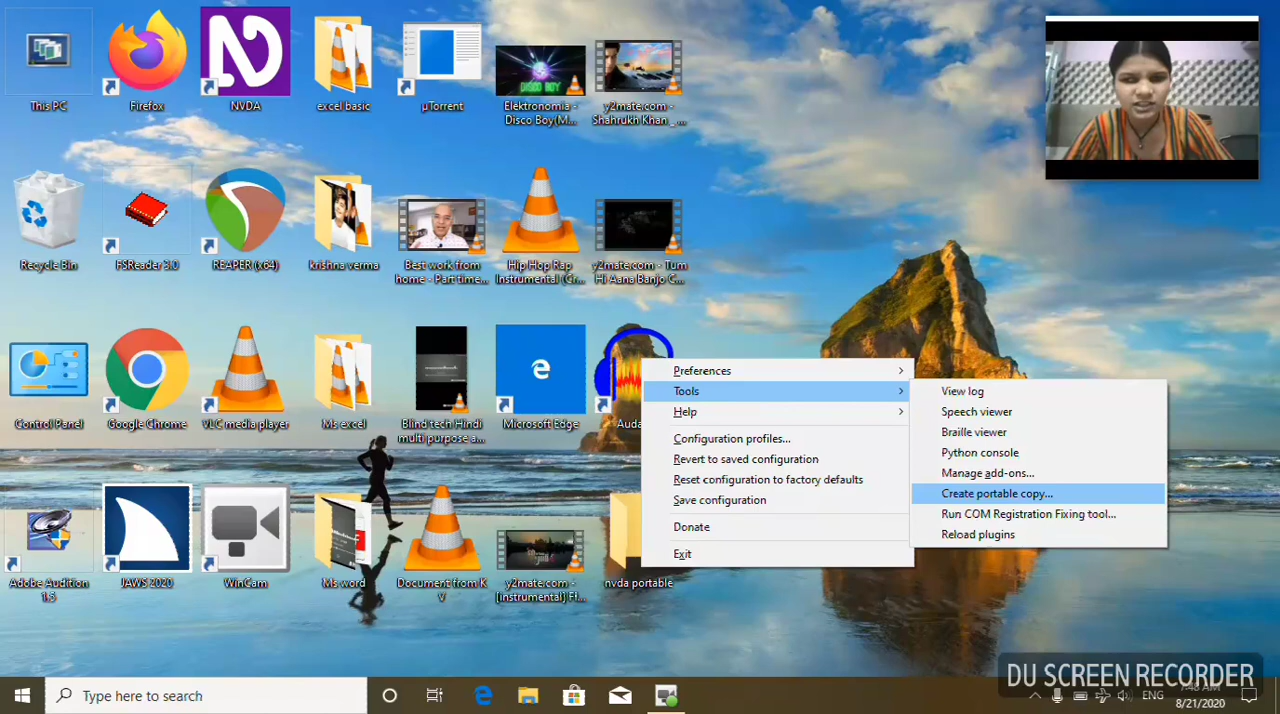 This PC
Firefox
NVDA
excel basic
µTorrent
DISCO BOY
Elektronomia - Disco Boy(M...
y2mate.com - Shahrukh Khan _...
Recycle Bin
FSReader 3.0
REAPER (x64)
krishna verma
Best work from home - Part time...
Hip Hop Rap Instrumental (Cr...
y2mate.com - Tum Hi Aana Banjo C...
Control Panel
Google Chrome
VLC media player
Ms excel
Blind tech Hindi multi purpose a...
Microsoft Edge
Auda
Adobe Audition 1.5
JAWS 2020
WinCam
Ms word
Document from K V
y2mate.com - [instrumental] F...
nvda portable
Preferences
Tools
Help
Configuration profiles...
Revert to saved configuration
Reset configuration to factory defaults
Save configuration
Donate
Exit
View log
Speech viewer
Braille viewer
Python console
Manage add-ons...
Create portable copy...
Run COM Registration Fixing tool...
Reload plugins
DU SCREEN RECORDER
Type here to search
ENG
7:48 AM
8/21/2020